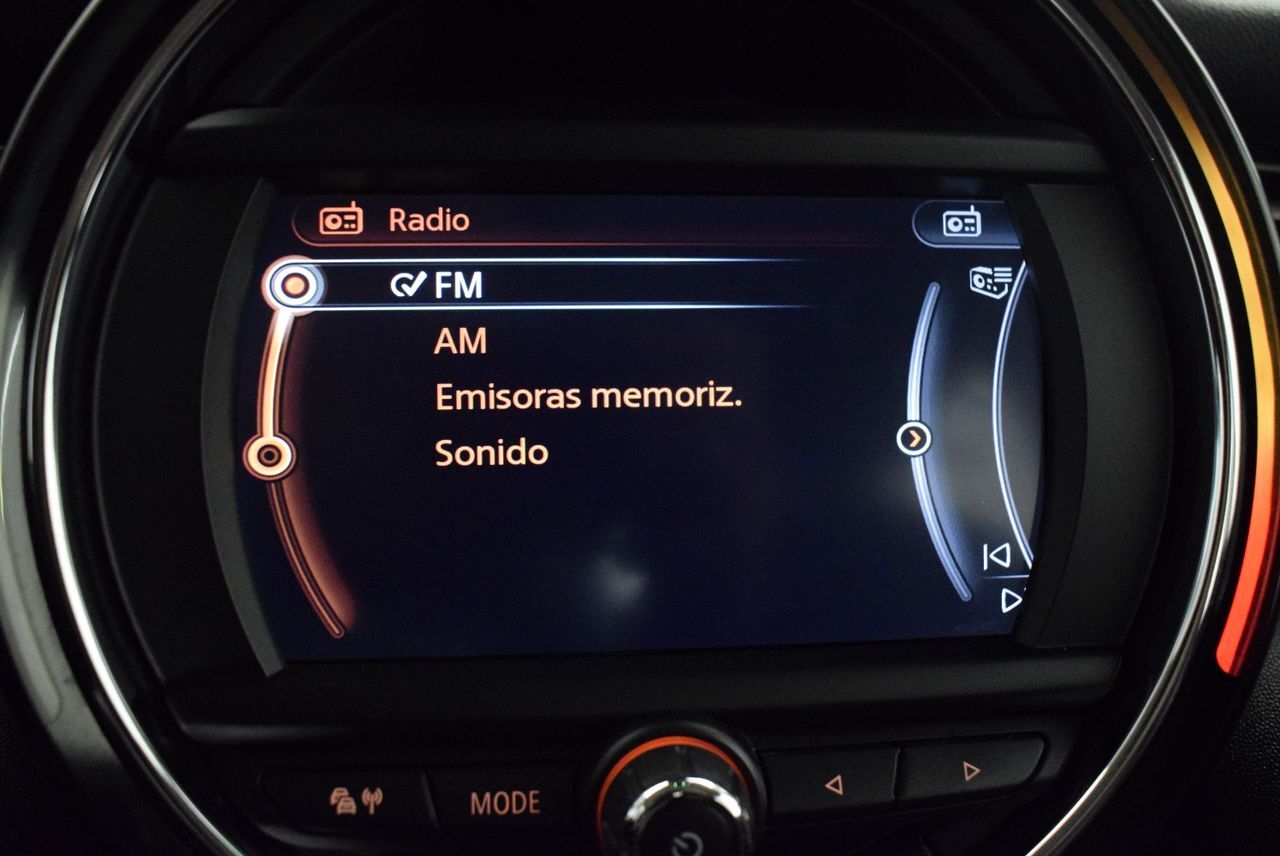 Radio
FM
AM
Emisoras memoriz.
Sonido
MODE